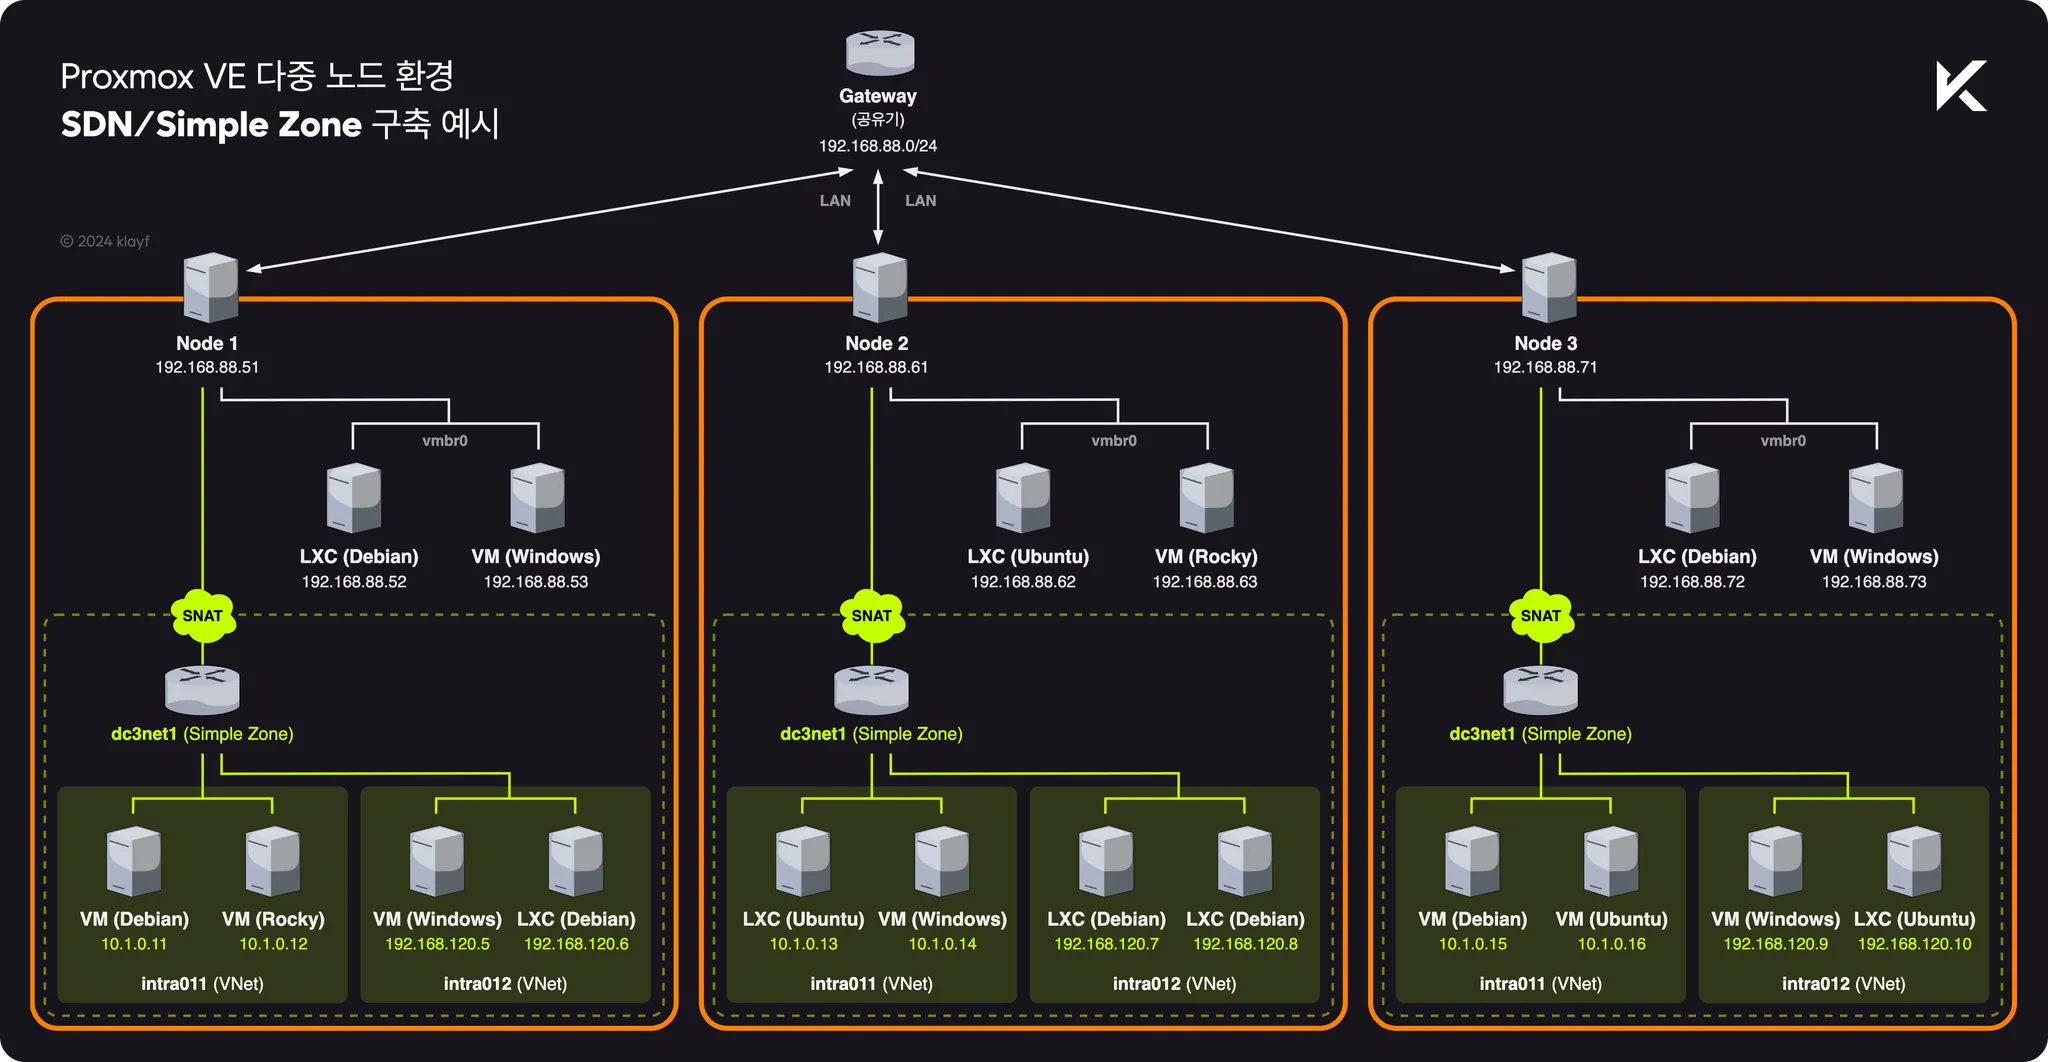 Proxmox VE 다중 노드 환경
SDN/Simple Zone 구축 예시
© 2024 klayf
Gateway
(공유기)
192.168.88.0/24
LAN
LAN
Node 1
192.168.88.51
vmbr0
LXC (Debian)
192.168.88.52
VM (Windows)
192.168.88.53
SNAT
dc3net1 (Simple Zone)
VM (Debian)
10.1.0.11
VM (Rocky)
10.1.0.12
intra011 (VNet)
VM (Windows)
192.168.120.5
LXC (Debian)
192.168.120.6
intra012 (VNet)
Node 2
192.168.88.61
vmbr0
LXC (Ubuntu)
192.168.88.62
VM (Rocky)
192.168.88.63
SNAT
dc3net1 (Simple Zone)
LXC (Ubuntu)
10.1.0.13
VM (Windows)
10.1.0.14
intra011 (VNet)
LXC (Debian)
192.168.120.7
LXC (Debian)
192.168.120.8
intra012 (VNet)
Node 3
192.168.88.71
vmbr0
LXC (Debian)
192.168.88.72
VM (Windows)
192.168.88.73
SNAT
dc3net1 (Simple Zone)
VM (Debian)
10.1.0.15
VM (Ubuntu)
10.1.0.16
intra011 (VNet)
VM (Windows)
192.168.120.9
LXC (Ubuntu)
192.168.120.10
intra012 (VNet)